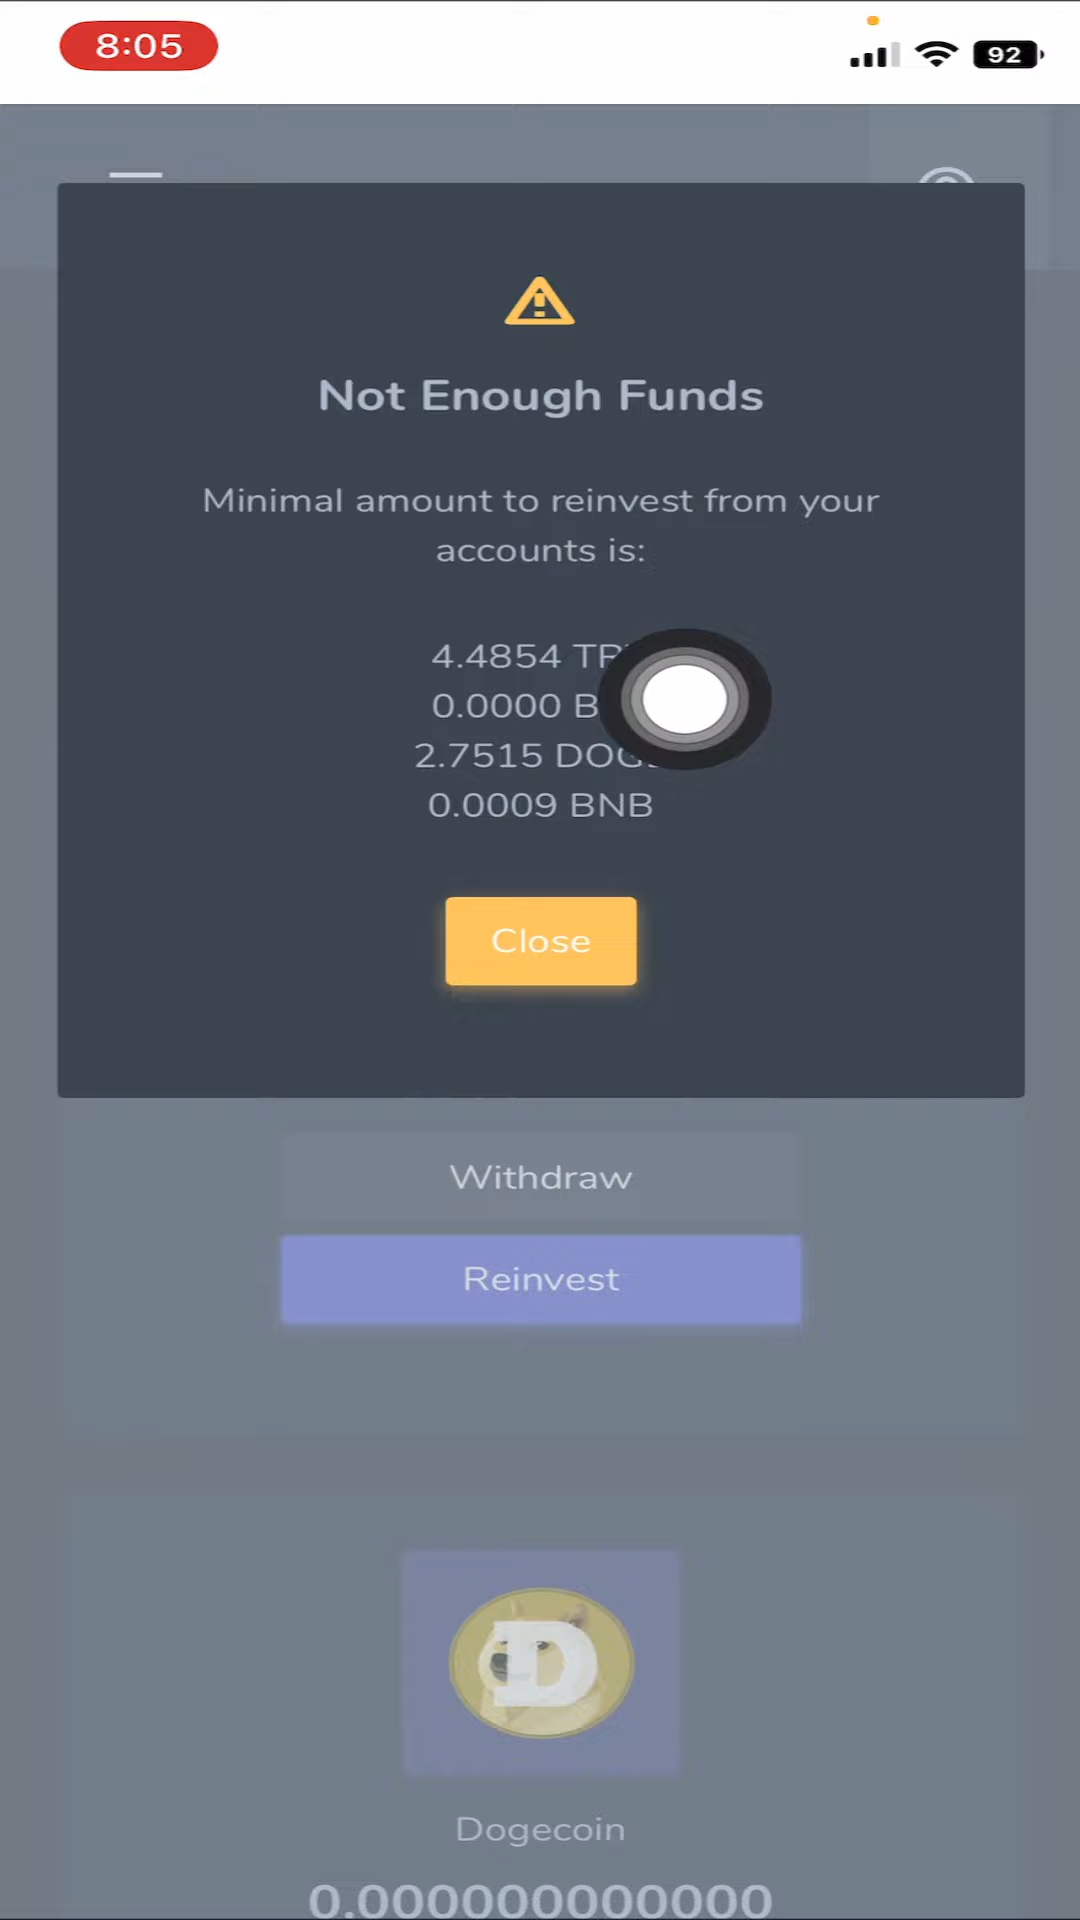 8:05
92
Not Enough Funds
Minimal amount to reinvest from your
accounts is:
4.4854
0.0000
2.7515
0.0009 BNB
Close
Withdraw
Reinvest
D
Dogecoin
0.000000000000